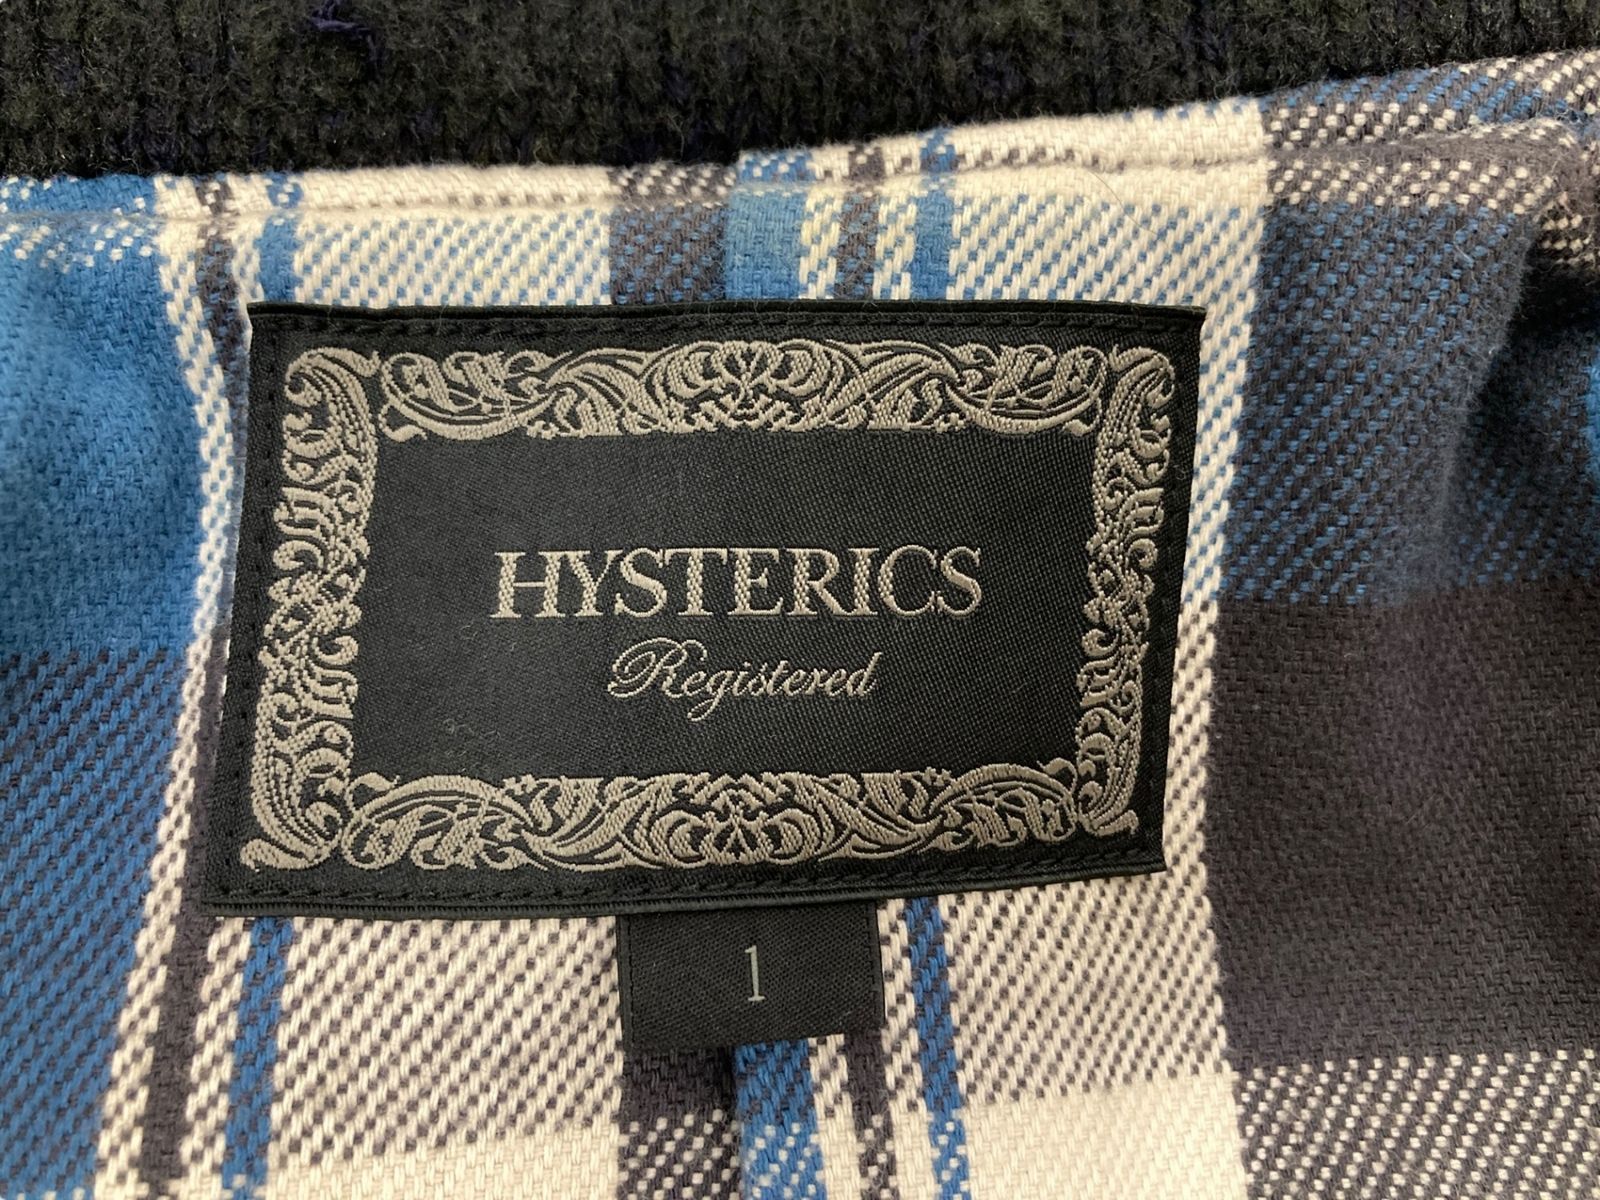 HYSTERICS
Registered
1